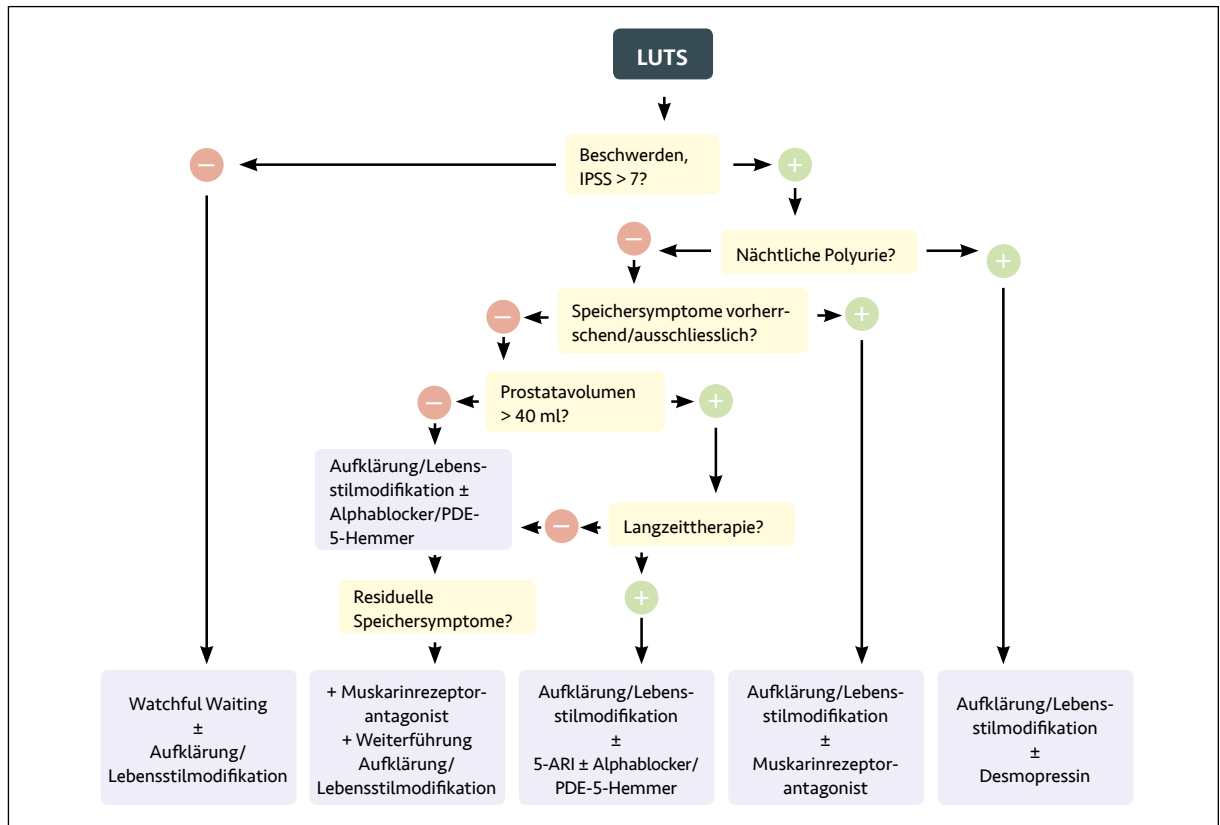 LUTS
Beschwerden,
IPSS > 7?
−
+
Nächtliche Polyurie?
−
+
Speichersymptome vorherr-
schend/ausschliesslich?
−
+
Prostatavolumen
> 40 ml?
−
+
Aufklärung/Lebens-
stilmodifikation ±
Alphablocker/PDE-
5-Hemmer
Langzeittherapie?
−
+
Residuelle
Speichersymptome?
Watchful Waiting
±
Aufklärung/
Lebensstilmodifikation
+ Muskarinrezeptor-
antagonist
+ Weiterführung
Aufklärung/
Lebensstilmodifikation
Aufklärung/Lebens-
stilmodifikation
±
5-ARI ± Alphablocker/
PDE-5-Hemmer
Aufklärung/Lebens-
stilmodifikation
±
Muskarinrezeptor-
antagonist
Aufklärung/Lebens-
stilmodifikation
±
Desmopressin